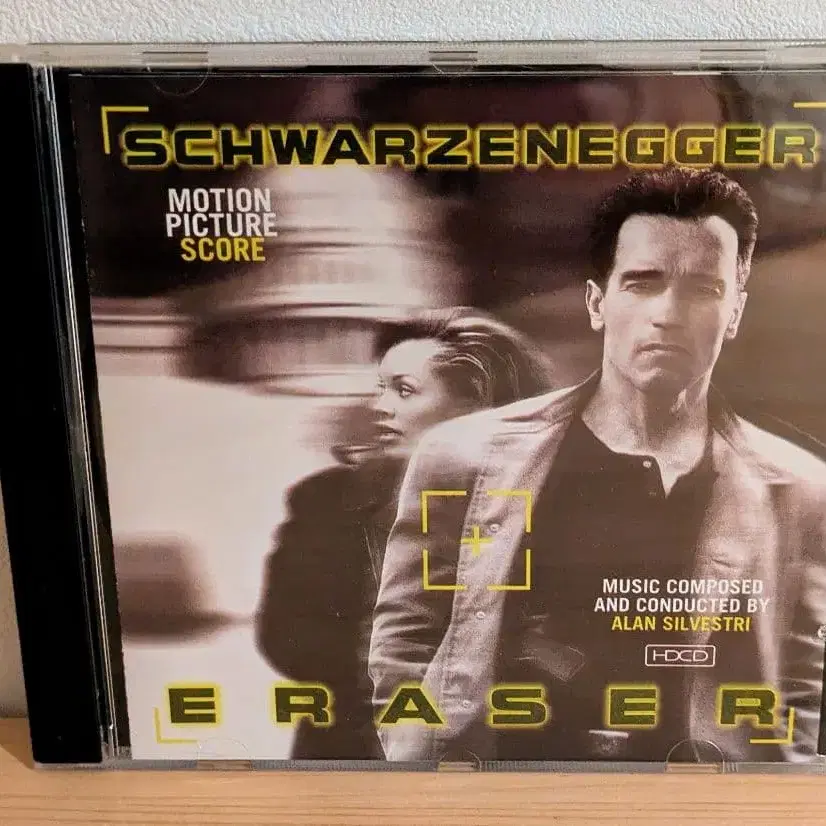 SCHWARZENEGGER
MOTION
PICTURE
SCORE
MUSIC COMPOSED
AND CONDUCTED BY
ALAN SILVESTRI
HDCD
ERASER